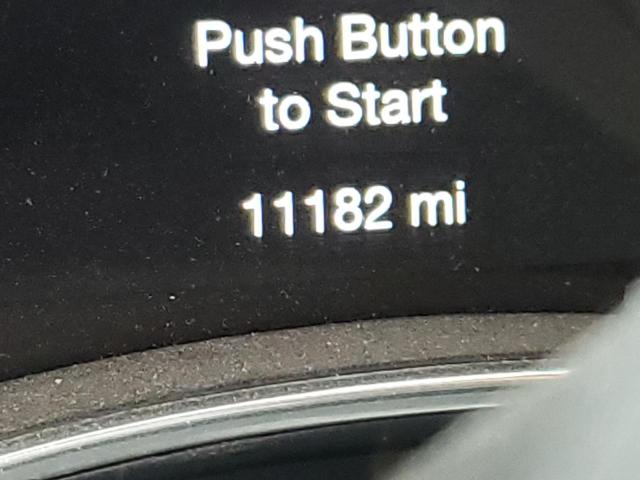 Push Button
to Start
11182 mi